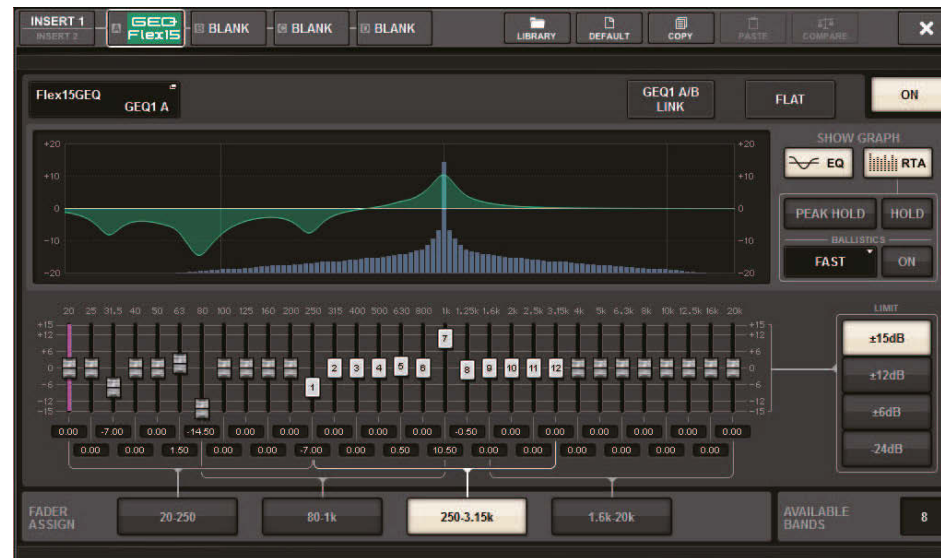 INSERT 1
INSERT 2
A GEQ Flex15
B BLANK
C BLANK
D BLANK
LIBRARY
DEFAULT
COPY
PASTE
COMPARE
Flex15GEQ
GEQ1 A
GEQ1 A/B LINK
FLAT
ON
SHOW GRAPH
EQ
RTA
PEAK HOLD
HOLD
BALLISTICS
FAST
ON
+20 +20
+10 +10
0 0
-10 -10
-20 -20
20 25 31.5 40 50 63 80 100 125 160 200 250 315 400 500 630 800 1k 1.25k 1.6k 2k 2.5k 3.15k 4k 5k 6.3k 8k 10k 12.5k 16k 20k
+15 +15
+12 +12
+6 +6
0 0
-6 -6
-12 -12
-15 -15
1 2 3 4 5 6 7 8 9 10 11 12
0.00 -7.00 0.00 -14.50 0.00 0.00 0.00 0.00 0.00 -0.50 0.00 0.00 0.00 0.00 0.00 0.00
0.00 0.00 1.50 0.00 0.00 -7.00 0.00 0.50 10.50 0.00 0.00 0.00 0.00 0.00 0.00
LIMIT
±15dB
±12dB
±6dB
-24dB
FADER ASSIGN
20-250
80-1k
250-3.15k
1.6k-20k
AVAILABLE BANDS
8